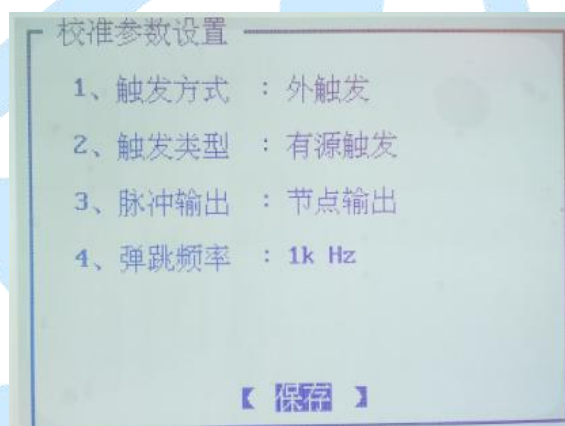 校准参数设置
1、触发方式 : 外触发
2、触发类型 : 有源触发
3、脉冲输出 : 节点输出
4、弹跳频率 : 1k Hz
【 保存 】